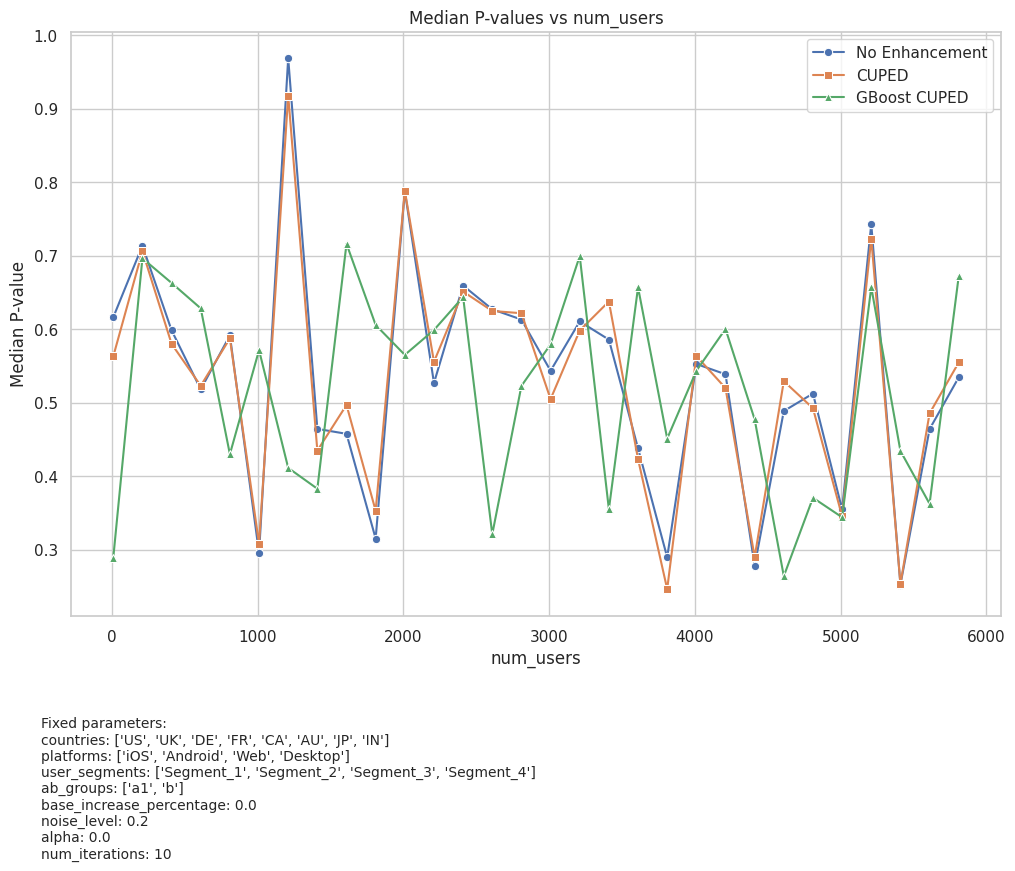 Median P-values vs num_users
No Enhancement
CUPED
GBoost CUPED
Median P-value
1.0
0.9
0.8
0.7
0.6
0.5
0.4
0.3
0
1000
2000
3000
4000
5000
6000
num_users
Fixed parameters:
countries: ['US', 'UK', 'DE', 'FR', 'CA', 'AU', 'JP', 'IN']
platforms: ['iOS', 'Android', 'Web', 'Desktop']
user_segments: ['Segment_1', 'Segment_2', 'Segment_3', 'Segment_4']
ab_groups: ['a1', 'b']
base_increase_percentage: 0.0
noise_level: 0.2
alpha: 0.0
num_iterations: 10